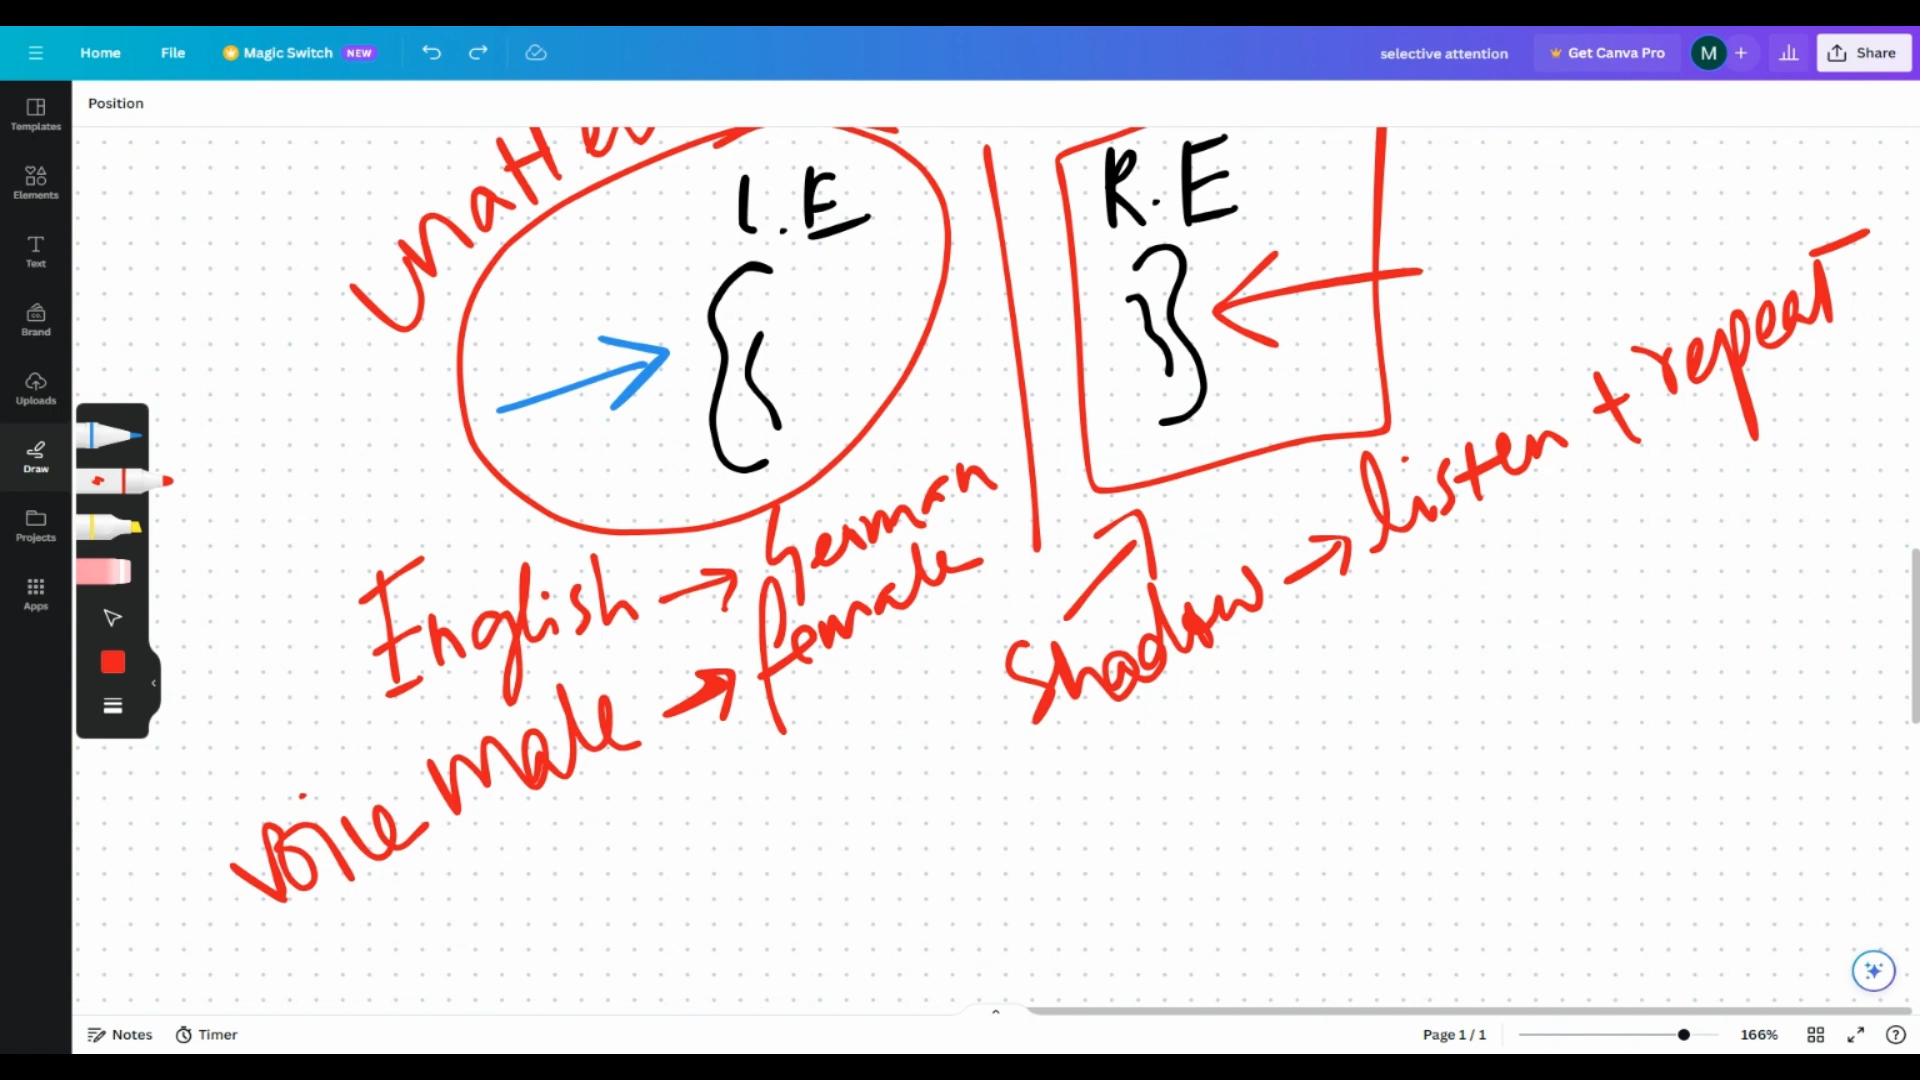 Home File Magic Switch NEW selective attention Get Canva Pro M + Share
Position
Templates
Elements
Text
Brand
Uploads
Draw
Projects
Apps
L.E
R.E
English → German
voice male → female
Shadow → listen + repeat
Notes Timer Page 1 / 1 166%